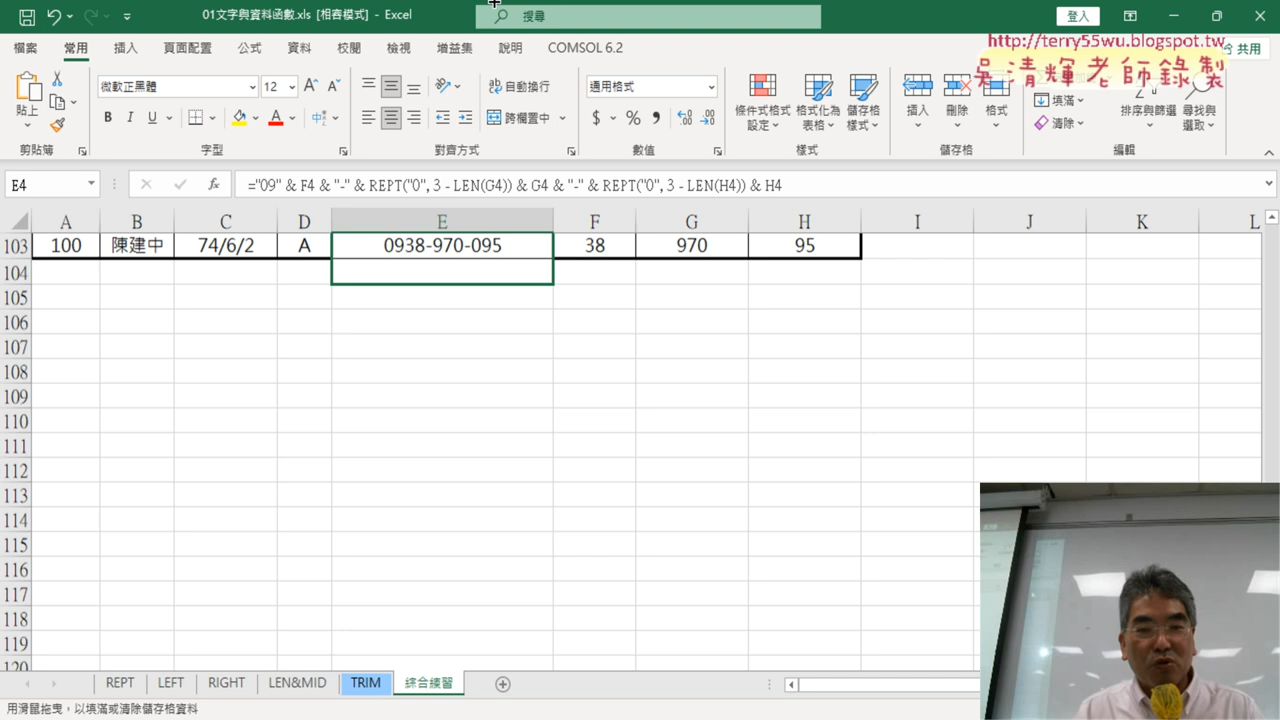 01文字與資料函數.xls [相容模式] - Excel
搜尋
登入
檔案 常用 插入 頁面配置 公式 資料 校閱 檢視 增益集 說明 COMSOL 6.2
共用
http://terry55wu.blogspot.tw
吳清輝老師錄製
貼上
微軟正黑體 12
B I U
中
自動換行
跨欄置中
通用格式
$ % ,
條件式格式設定
格式化為表格
儲存格樣式
插入 刪除 格式
填滿
清除
排序與篩選
尋找與選取
剪貼簿 字型 對齊方式 數值 樣式 儲存格 編輯
E4 fx ="09" & F4 & "-" & REPT("0", 3 - LEN(G4)) & G4 & "-" & REPT("0", 3 - LEN(H4)) & H4
A B C D E F G H I J K L
103 100 陳建中 74/6/2 A 0938-970-095 38 970 95
104
105
106
107
108
109
110
111
112
113
114
115
116
117
118
119
120
REPT LEFT RIGHT LEN&MID TRIM 綜合練習
用滑鼠拖曳，以填滿或清除儲存格資料